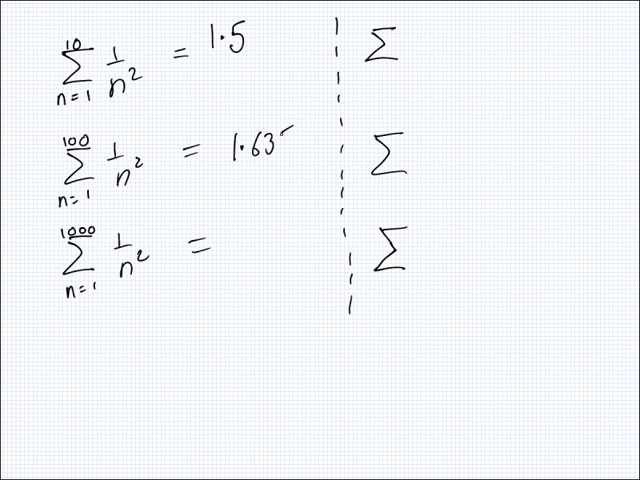 10
∑ 1/n² = 1.5 ∑
n=1
100
∑ 1/n² = 1.63 ∑
n=1
1000
∑ 1/n² = ∑
n=1